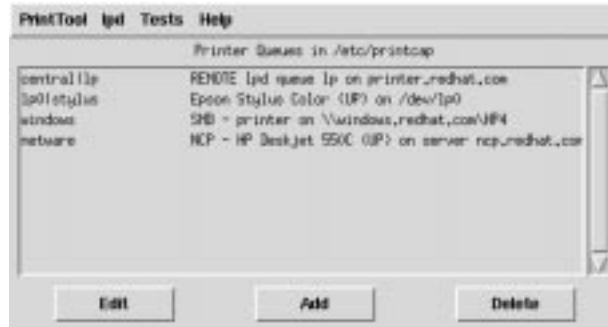 PrintTool lpd Tests Help
Printer Queues in /etc/printcap
central|lp REMOTE lpd queue lp on printer.redhat.com
lp0|stylus Epson Stylus Color (UP) on /dev/lp0
windows SMB - printer on \\windows.redhat.com\HP4
netware NCP - HP Deskjet 550C (UP) on server ncp.redhat.com
Edit Add Delete